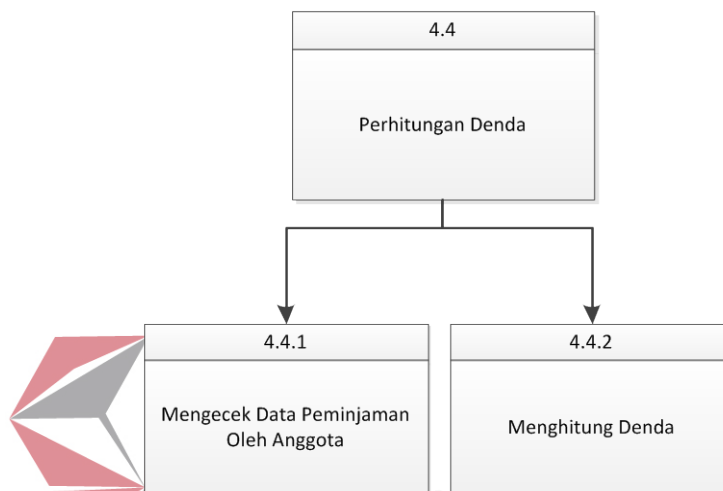 4.4
Perhitungan Denda
4.4.1
Mengecek Data Peminjaman
Oleh Anggota
4.4.2
Menghitung Denda